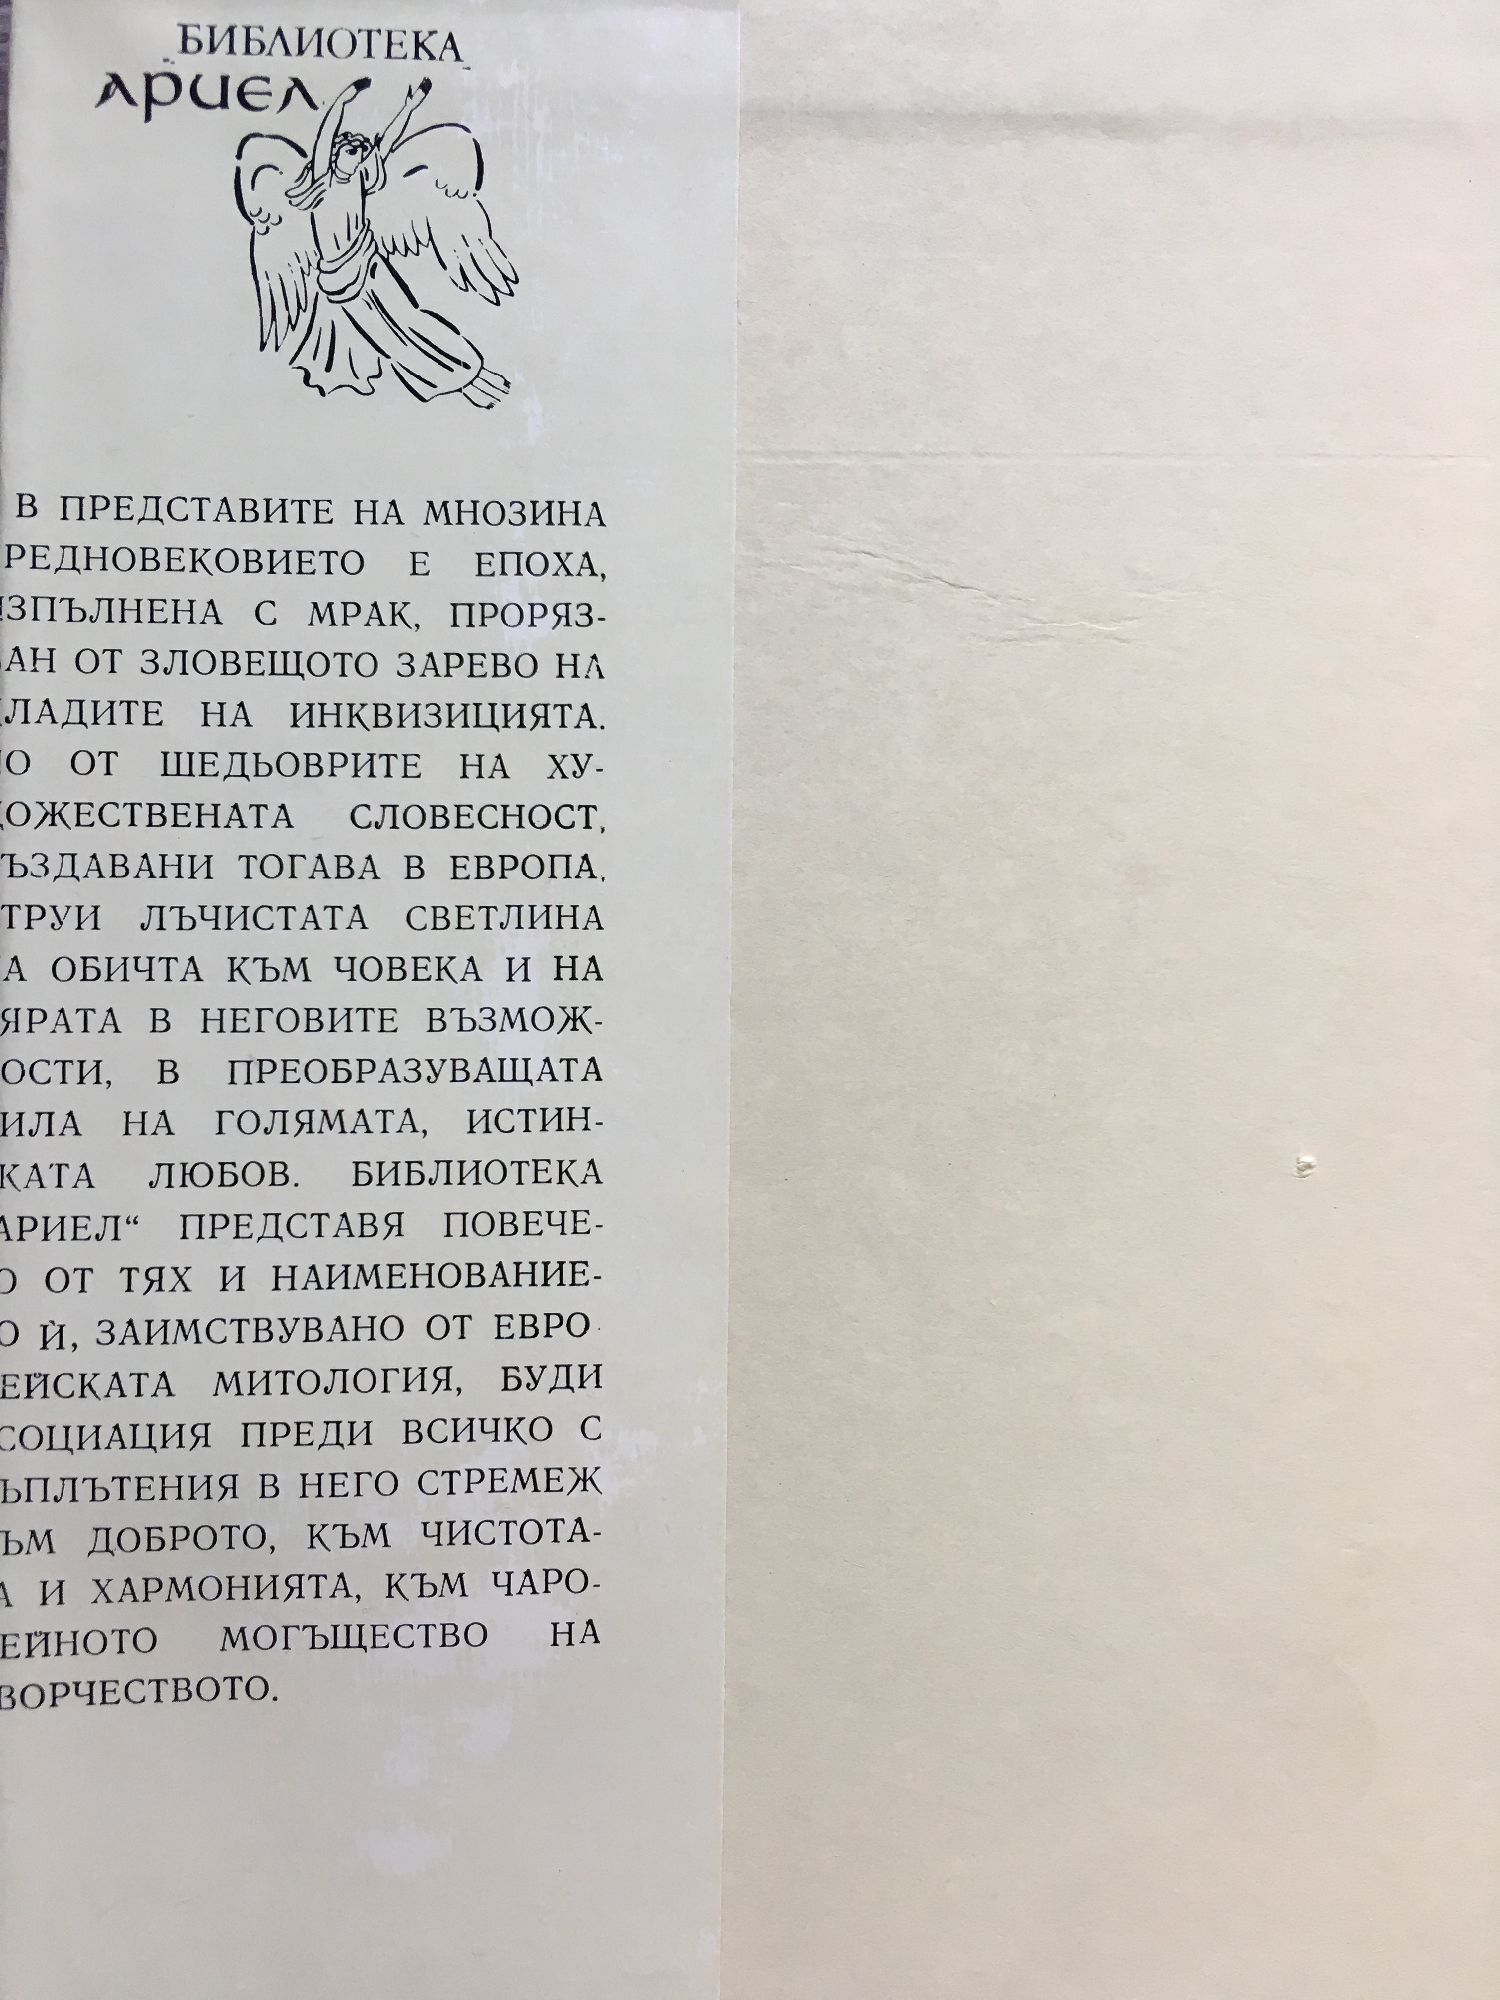 БИБЛИОТЕКА
АРИЕЛ
В ПРЕДСТАВИТЕ НА МНОЗИНА
РЕДНОВЕКОВИЕТО Е ЕПОХА,
ИЗПЪЛНЕНА С МРАК, ПРОРЯЗ-
ВАН ОТ ЗЛОВЕЩОТО ЗАРЕВО НА
КЛАДИТЕ НА ИНКВИЗИЦИЯТА.
НО ОТ ШЕДЬОВРИТЕ НА ХУ-
ДОЖЕСТВЕНАТА СЛОВЕСНОСТ,
ЪЗДАВАНИ ТОГАВА В ЕВРОПА,
ТРУИ ЛЪЧИСТАТА СВЕТЛИНА
А ОБИЧТА КЪМ ЧОВЕКА И НА
ЯРАТА В НЕГОВИТЕ ВЪЗМОЖ-
ОСТИ, В ПРЕОБРАЗУВАЩАТА
ИЛА НА ГОЛЯМАТА, ИСТИН-
КАТА ЛЮБОВ. БИБЛИОТЕКА
АРИЕЛ“ ПРЕДСТАВЯ ПОВЕЧЕ-
О ОТ ТЯХ И НАИМЕНОВАНИЕ-
О Й, ЗАИМСТВУВАНО ОТ ЕВРО
ЕЙСКАТА МИТОЛОГИЯ, БУДИ
СОЦИАЦИЯ ПРЕДИ ВСИЧКО С
ЪПЛЪТЕНИЯ В НЕГО СТРЕМЕЖ
ЪМ ДОБРОТО, КЪМ ЧИСТОТА-
А И ХАРМОНИЯТА, КЪМ ЧАРО-
ЕЙНОТО МОГЪЩЕСТВО НА
ВОРЧЕСТВОТО.